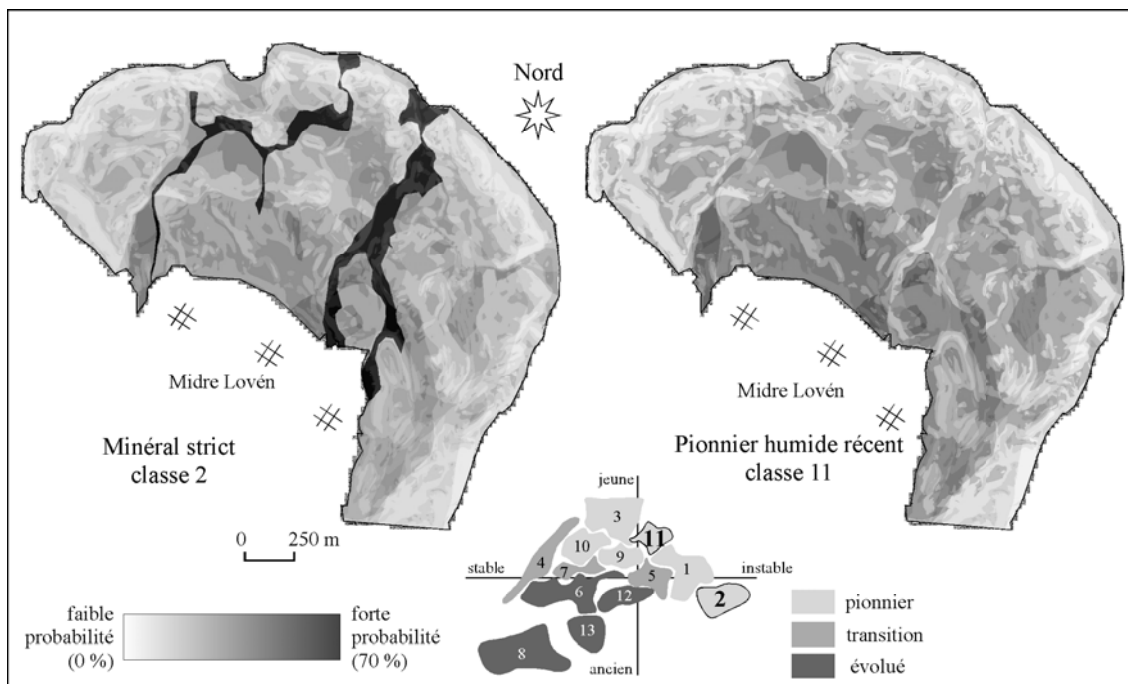 Nord
Midre Lovén
Midre Lovén
Minéral strict
classe 2
Pionnier humide récent
classe 11
0 250 m
jeune
stable
instable
ancien
3
11
10
9
4
7
5
1
6
12
2
13
8
faible
probabilité
(0 %)
forte
probabilité
(70 %)
pionnier
transition
évolué